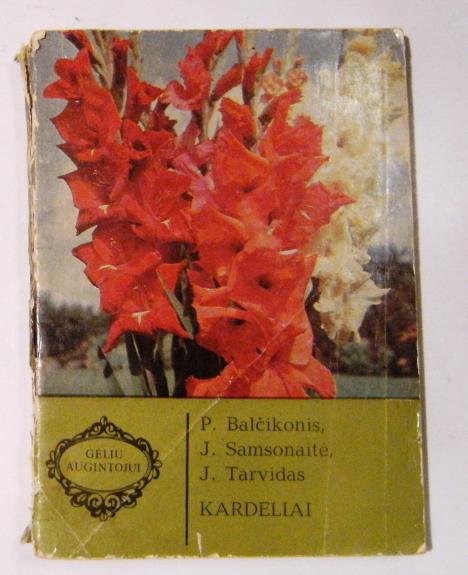 GĖLIŲ
AUGINTOJUI
P. Balčikonis,
J. Samsonaitė,
J. Tarvidas
KARDELIAI